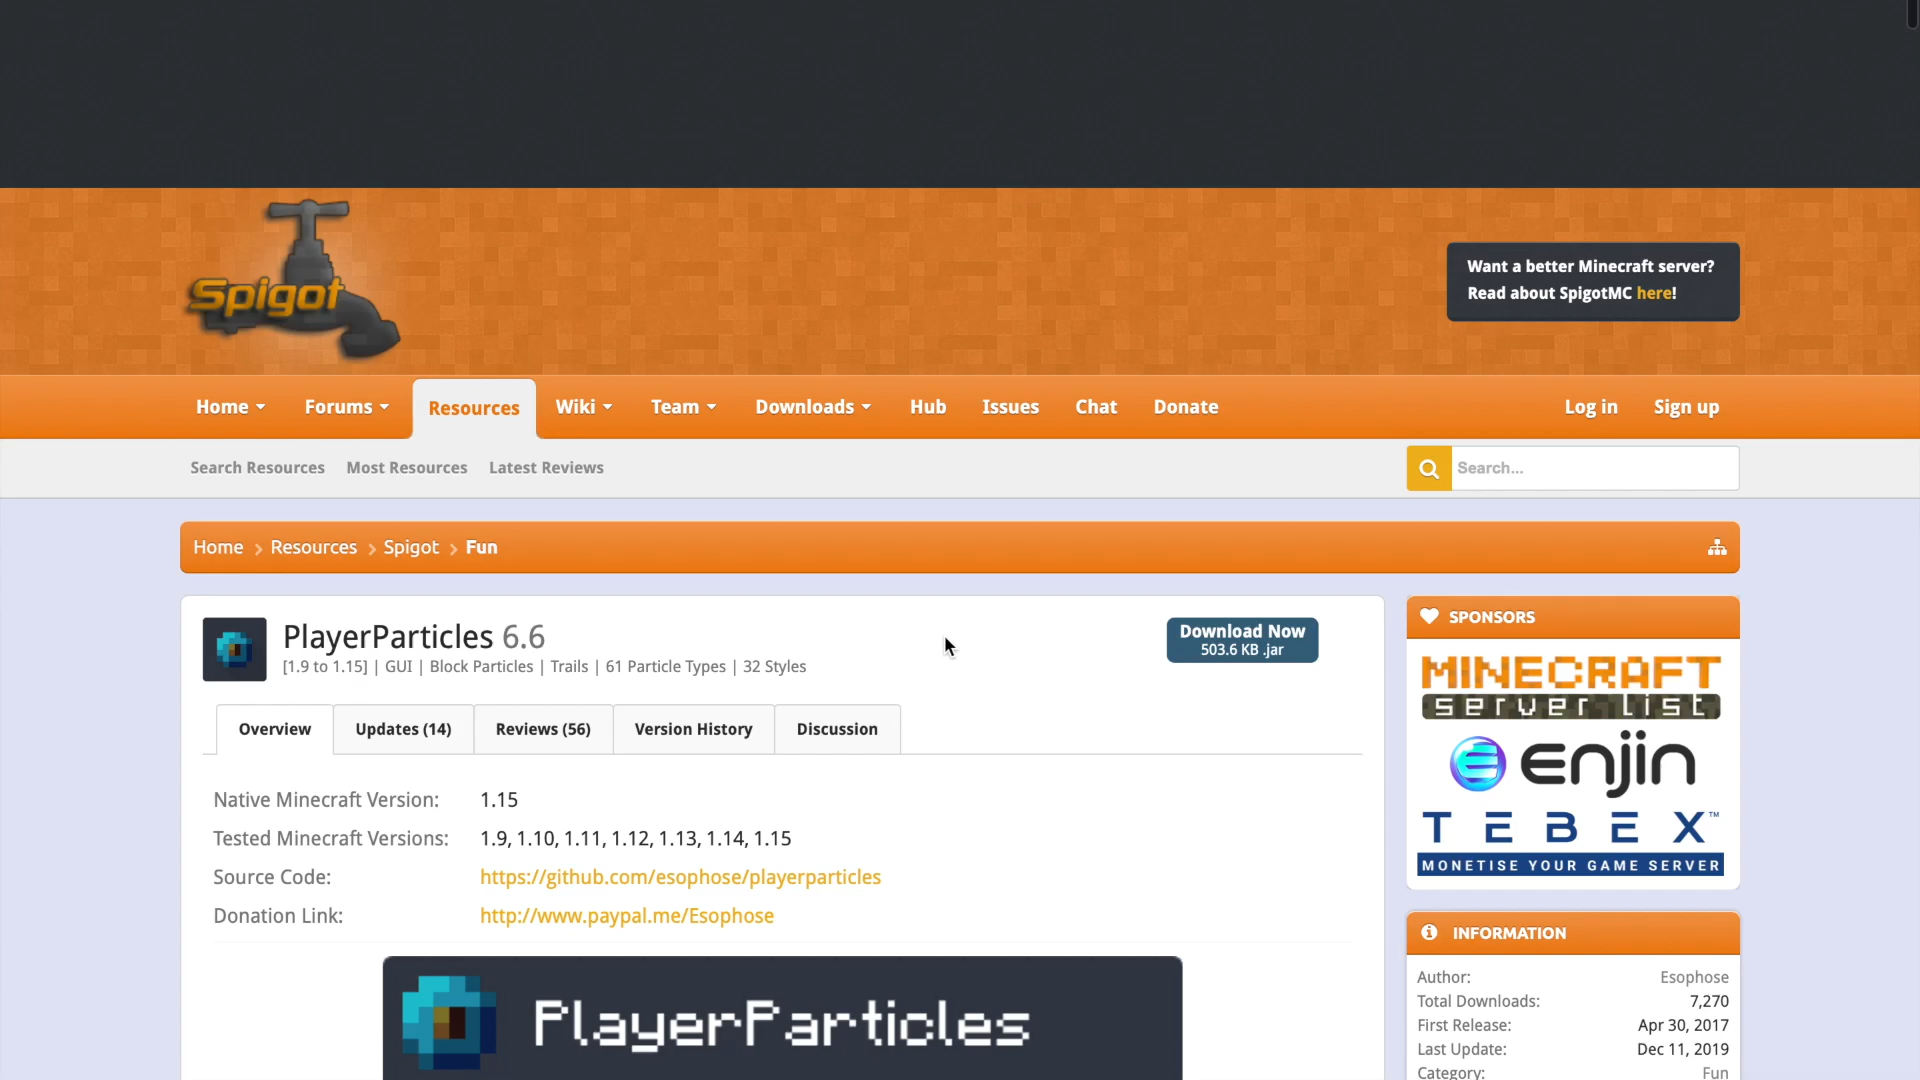 Spigot
Want a better Minecraft server?
Read about SpigotMC here!
Home Forums Resources Wiki Team Downloads Hub Issues Chat Donate Log in Sign up
Search Resources Most Resources Latest Reviews Search...
Home Resources Spigot Fun
PlayerParticles 6.6
[1.9 to 1.15] | GUI | Block Particles | Trails | 61 Particle Types | 32 Styles
Download Now
503.6 KB .jar
Overview Updates (14) Reviews (56) Version History Discussion
Native Minecraft Version: 1.15
Tested Minecraft Versions: 1.9, 1.10, 1.11, 1.12, 1.13, 1.14, 1.15
Source Code: https://github.com/esophose/playerparticles
Donation Link: http://www.paypal.me/Esophose
PlayerParticles
SPONSORS
MINECRAFT
server list
enjin
TEBEX™
MONETISE YOUR GAME SERVER
INFORMATION
Author: Esophose
Total Downloads: 7,270
First Release: Apr 30, 2017
Last Update: Dec 11, 2019
Category: Fun